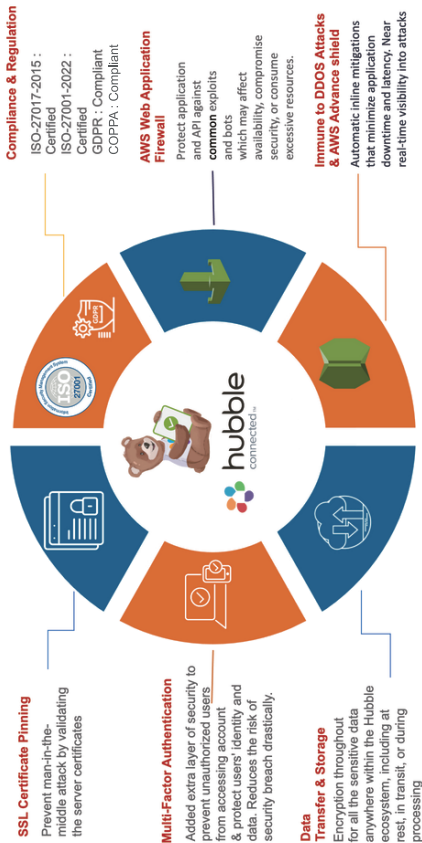 SSL Certificate Pinning
Prevent man-in-the-
middle attack by validating
the server certificates
Multi-Factor Authentication
Added extra layer of security to
prevent unauthorized users
from accessing account
& protect users' identity and
data. Reduces the risk of
security breach drastically.
Data
Transfer & Storage
Encryption throughout
for all the sensitive data
anywhere within the Hubble
ecosystem, including at
rest, in transit, or during
processing
hubble
connected™
Information Security Management System
ISO
27001
Certified
GDPR
Compliance & Regulation
ISO-27017-2015 :
Certified
ISO-27001-2022 :
Certified
GDPR : Compliant
COPPA : Compliant
AWS Web Application
Firewall
Protect application
and API against
common exploits
and bots
which may affect
availability, compromise
security, or consume
excessive resources.
Immune to DDOS Attacks
& AWS Advance shield
Automatic inline mitigations
that minimize application
downtime and latency. Near
real-time visibility into attacks